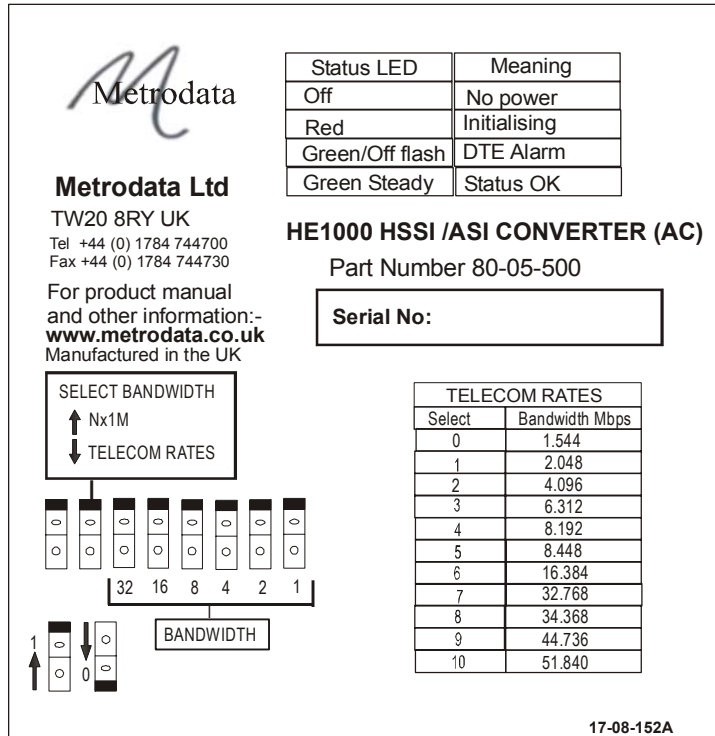 Metrodata
Metrodata Ltd
TW20 8RY UK
Tel +44 (0) 1784 744700
Fax +44 (0) 1784 744730
For product manual
and other information:-
www.metrodata.co.uk
Manufactured in the UK
Status LED Meaning
Off No power
Red Initialising
Green/Off flash DTE Alarm
Green Steady Status OK
HE1000 HSSI /ASI CONVERTER (AC)
Part Number 80-05-500
Serial No:
SELECT BANDWIDTH
Nx1M
TELECOM RATES
32 16 8 4 2 1
BANDWIDTH
1 0
TELECOM RATES
Select Bandwidth Mbps
0 1.544
1 2.048
2 4.096
3 6.312
4 8.192
5 8.448
6 16.384
7 32.768
8 34.368
9 44.736
10 51.840
17-08-152A